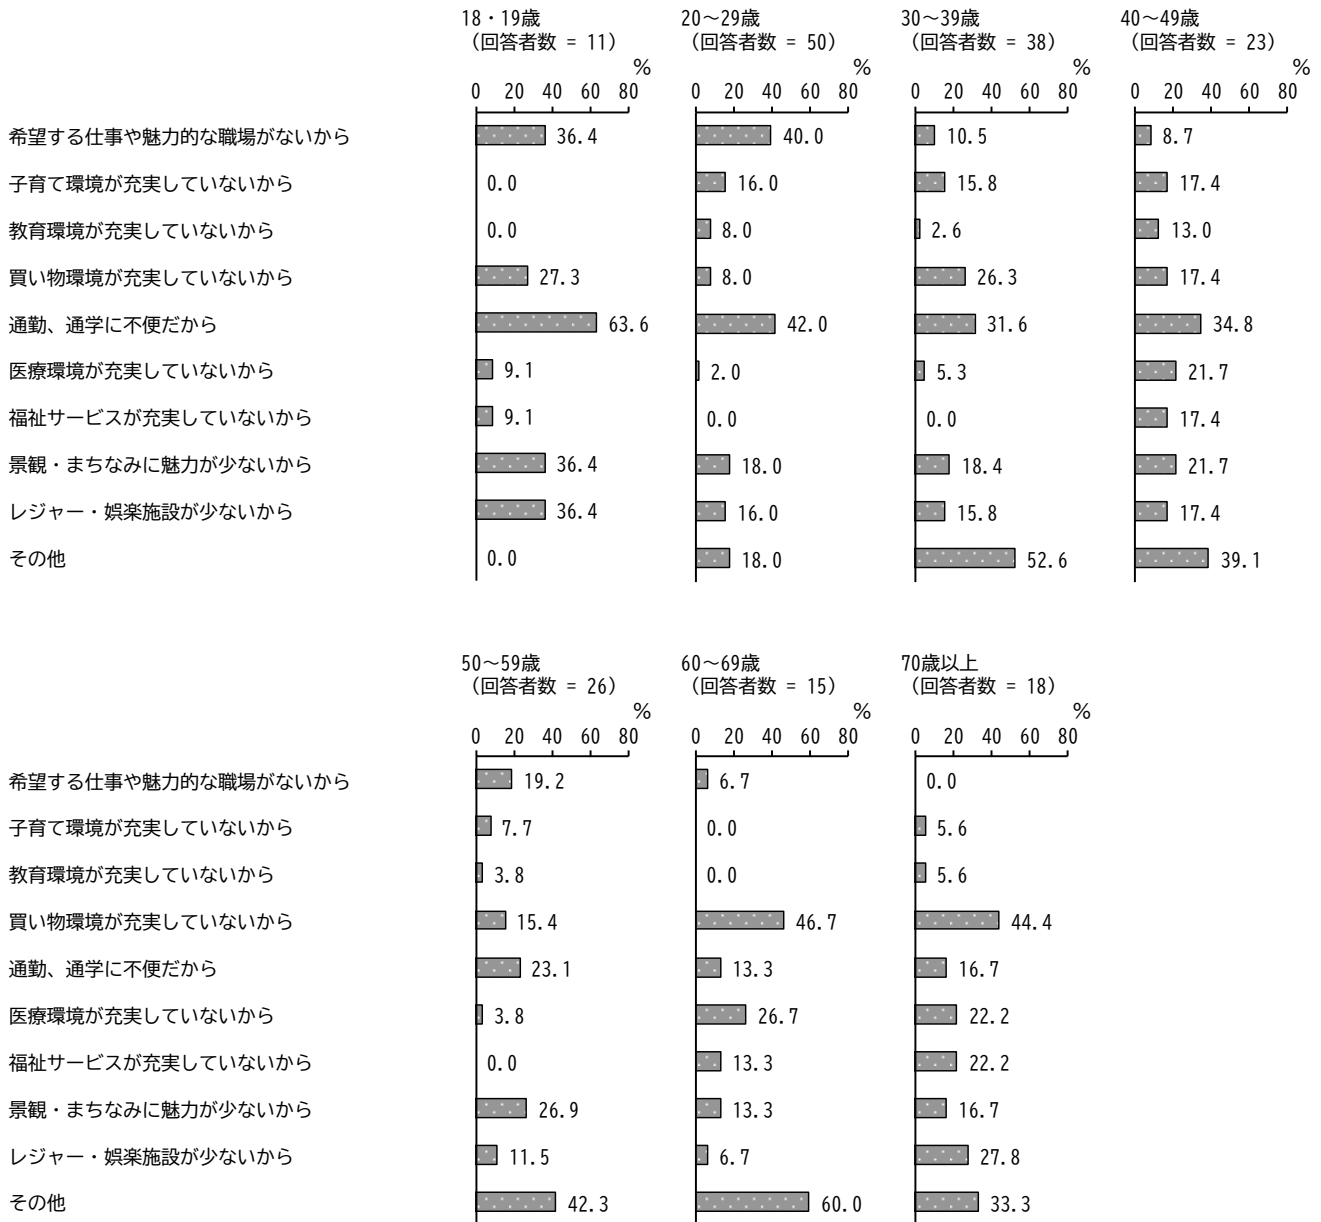 18・19歳 20～29歳 30～39歳 40～49歳
（回答者数 = 11） （回答者数 = 50） （回答者数 = 38） （回答者数 = 23）
% % % %
0 20 40 60 80 0 20 40 60 80 0 20 40 60 80 0 20 40 60 80
希望する仕事や魅力的な職場がないから 36.4 40.0 10.5 8.7
子育て環境が充実していないから 0.0 16.0 15.8 17.4
教育環境が充実していないから 0.0 8.0 2.6 13.0
買い物環境が充実していないから 27.3 8.0 26.3 17.4
通勤、通学に不便だから 63.6 42.0 31.6 34.8
医療環境が充実していないから 9.1 2.0 5.3 21.7
福祉サービスが充実していないから 9.1 0.0 0.0 17.4
景観・まちなみに魅力が少ないから 36.4 18.0 18.4 21.7
レジャー・娯楽施設が少ないから 36.4 16.0 15.8 17.4
その他 0.0 18.0 52.6 39.1
50～59歳 60～69歳 70歳以上
（回答者数 = 26） （回答者数 = 15） （回答者数 = 18）
% % %
0 20 40 60 80 0 20 40 60 80 0 20 40 60 80
希望する仕事や魅力的な職場がないから 19.2 6.7 0.0
子育て環境が充実していないから 7.7 0.0 5.6
教育環境が充実していないから 3.8 0.0 5.6
買い物環境が充実していないから 15.4 46.7 44.4
通勤、通学に不便だから 23.1 13.3 16.7
医療環境が充実していないから 3.8 26.7 22.2
福祉サービスが充実していないから 0.0 13.3 22.2
景観・まちなみに魅力が少ないから 26.9 13.3 16.7
レジャー・娯楽施設が少ないから 11.5 6.7 27.8
その他 42.3 60.0 33.3